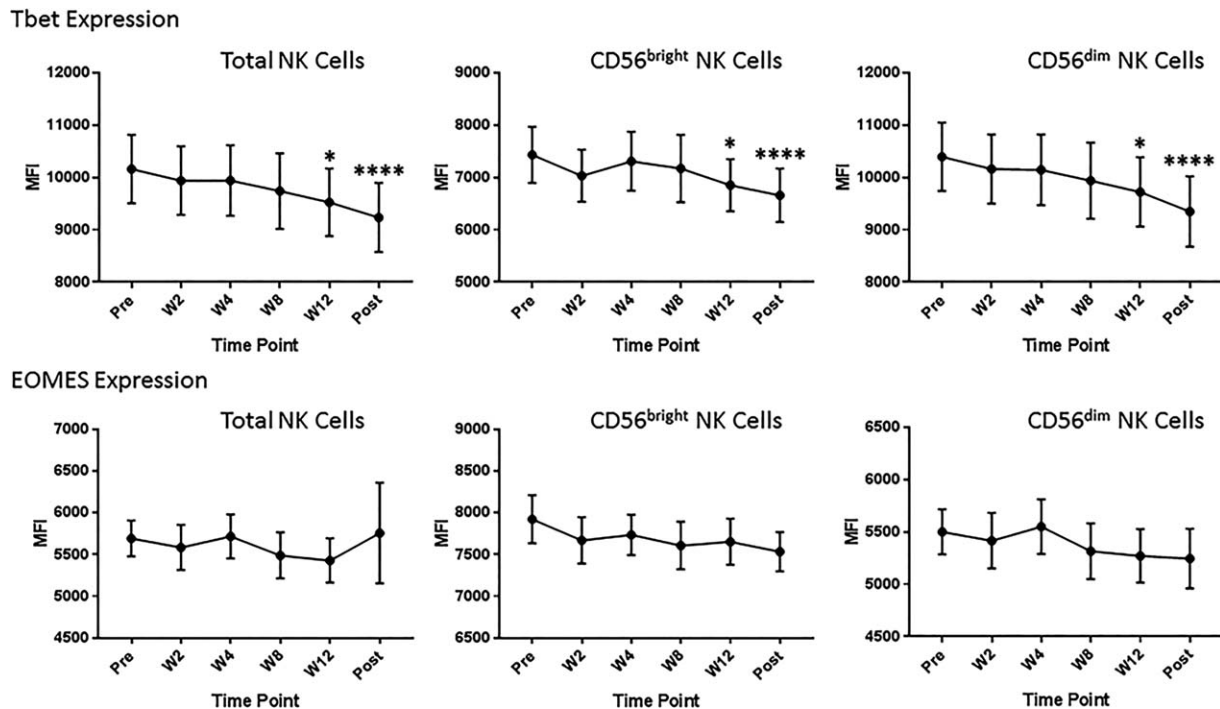 Tbet Expression
Total NK Cells
12000
11000
10000
9000
8000
MFI
*
****
Pre
W2
W4
W8
W12
Post
Time Point
CD56bright NK Cells
9000
8000
7000
6000
5000
MFI
*
****
Pre
W2
W4
W8
W12
Post
Time Point
CD56dim NK Cells
12000
11000
10000
9000
8000
MFI
*
****
Pre
W2
W4
W8
W12
Post
Time Point
EOMES Expression
Total NK Cells
7000
6500
6000
5500
5000
4500
MFI
Pre
W2
W4
W8
W12
Post
Time Point
CD56bright NK Cells
9000
8500
8000
7500
7000
6500
MFI
Pre
W2
W4
W8
W12
Post
Time Point
CD56dim NK Cells
6500
6000
5500
5000
4500
MFI
Pre
W2
W4
W8
W12
Post
Time Point